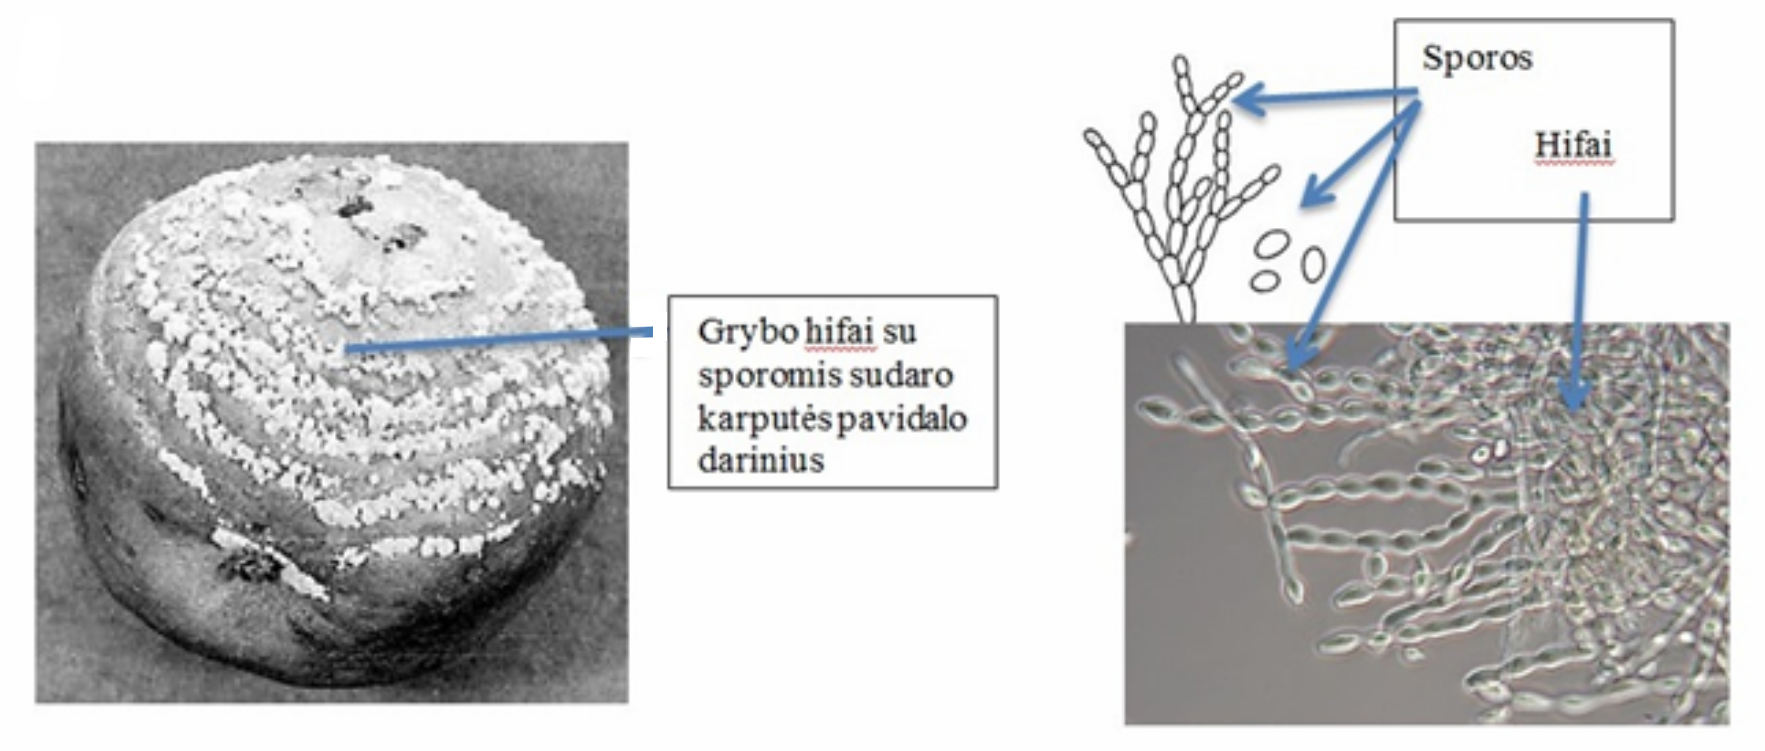 Grybo hifai su
sporomis sudaro
karputės pavidalo
darinius
Sporos
Hifai